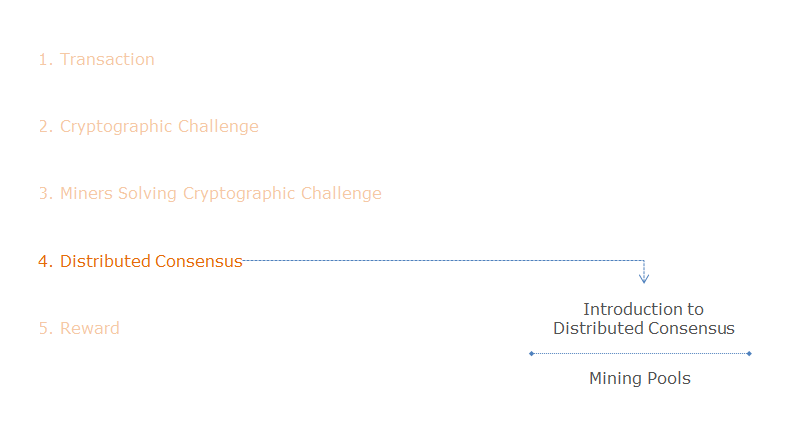 1. Transaction
2. Cryptographic Challenge
3. Miners Solving Cryptographic Challenge
4. Distributed Consensus
5. Reward
Introduction to
Distributed Consensus
Mining Pools